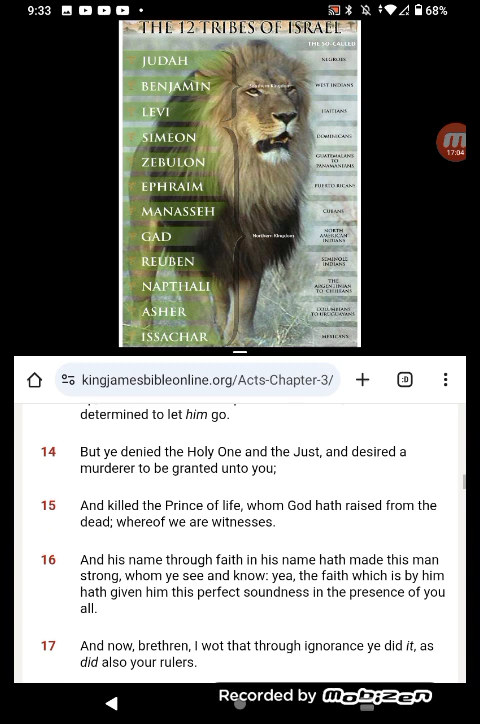 9:33
68%
THE 12 TRIBES OF ISRAEL
THE SO-CALLED
JUDAH
NEGROES
BENJAMIN
Southern Kingdom
WEST INDIANS
LEVI
HAITIANS
SIMEON
DOMINICANS
ZEBULON
GUATEMALANS
TO
PANAMANIANS
EPHRAIM
PUERTO RICANS
MANASSEH
CUBANS
GAD
Northern Kingdom
NORTH
AMERICAN
INDIANS
REUBEN
SEMINOLE
INDIANS
NAPTHALI
THE
ARGENTINIAN
TO CHILEANS
ASHER
COLUMBIANS
TO URUGUAYANS
ISSACHAR
MEXICANS
17:04
kingjamesbibleonline.org/Acts-Chapter-3/
:D
determined to let him go.
14 But ye denied the Holy One and the Just, and desired a
murderer to be granted unto you;
15 And killed the Prince of life, whom God hath raised from the
dead; whereof we are witnesses.
16 And his name through faith in his name hath made this man
strong, whom ye see and know: yea, the faith which is by him
hath given him this perfect soundness in the presence of you
all.
17 And now, brethren, I wot that through ignorance ye did it, as
did also your rulers.
Recorded by Mobizen